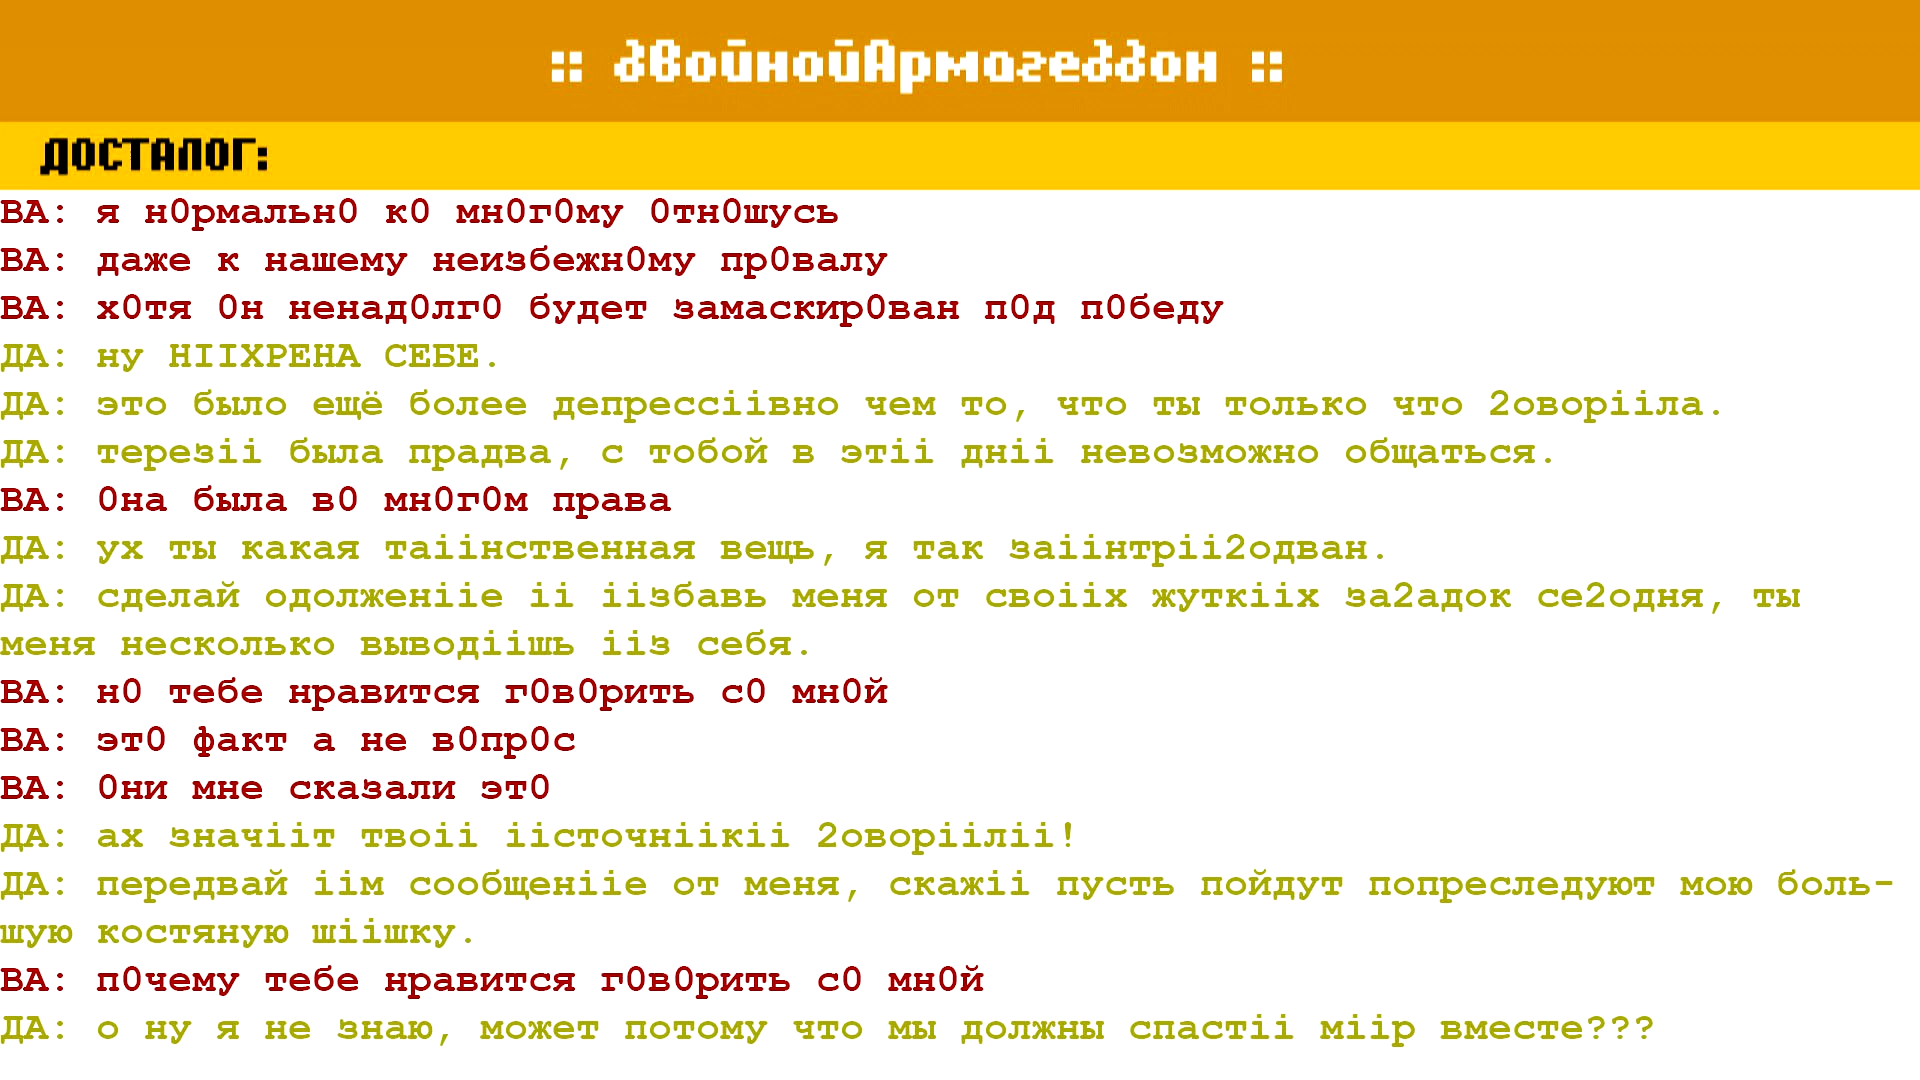 :: двойнойАрмагеддон ::
ДОСТАЛОГ:
ВА: я н0рмальн0 к0 мн0г0му 0тн0шусь
ВА: даже к нашему неизбежн0му пр0валу
ВА: х0тя 0н ненад0лг0 будет замаскир0ван п0д п0беду
ДА: ну НIIХРЕНА СЕБЕ.
ДА: это было ещё более депрессiiвно чем то, что ты только что 2оворiiла.
ДА: терезii была прадва, с тобой в этii днii невозможно общаться.
ВА: 0на была в0 мн0г0м права
ДА: ух ты какая таiiнственная вещь, я так заiiнтрii2одван.
ДА: сделай одолженiiе ii iiзбавь меня от своiiх жуткiiх за2адок се2одня, ты
меня несколько выводiiшь iiз себя.
ВА: н0 тебе нравится г0в0рить с0 мн0й
ВА: эт0 факт а не в0пр0с
ВА: 0ни мне сказали эт0
ДА: ах значiiт твоii iiсточнiiкii 2оворiiлii!
ДА: передвай iiм сообщенiiе от меня, скажii пусть пойдут попреследуют мою боль-
шую костяную шiiшку.
ВА: п0чему тебе нравится г0в0рить с0 мн0й
ДА: о ну я не знаю, может потому что мы должны спастii мiiр вместе???